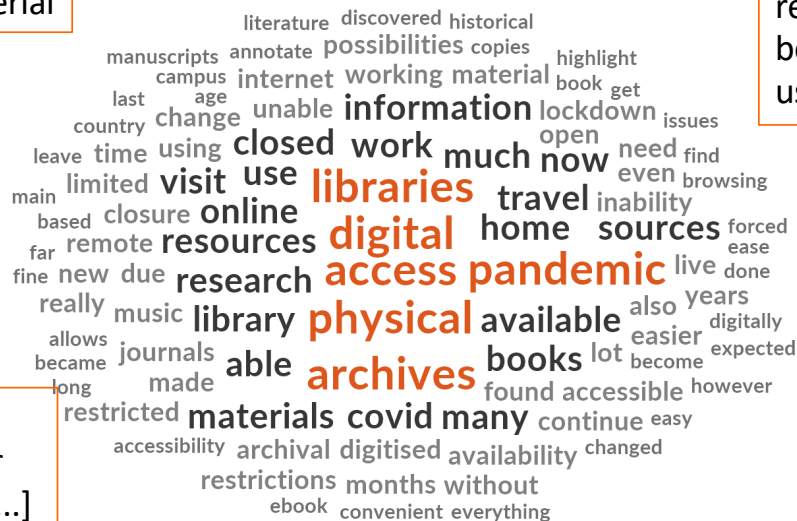 erial
re
be
us
literature discovered historical
manuscripts annotate possibilities copies
campus internet working material highlight
last age book get
country change unable information lockdown issues
leave time using closed work much now open need find
main limited visit use libraries travel even browsing
based closure online digital home sources inability forced
far remote resources ease
fine new due research access pandemic live done
really music library physical available also years
allows journals able books lot easier digitally
became made archives become expected
long found accessible however
restricted materials covid many continue easy
accessibility archival digitised availability changed
restrictions months without
ebook convenient everything
...]